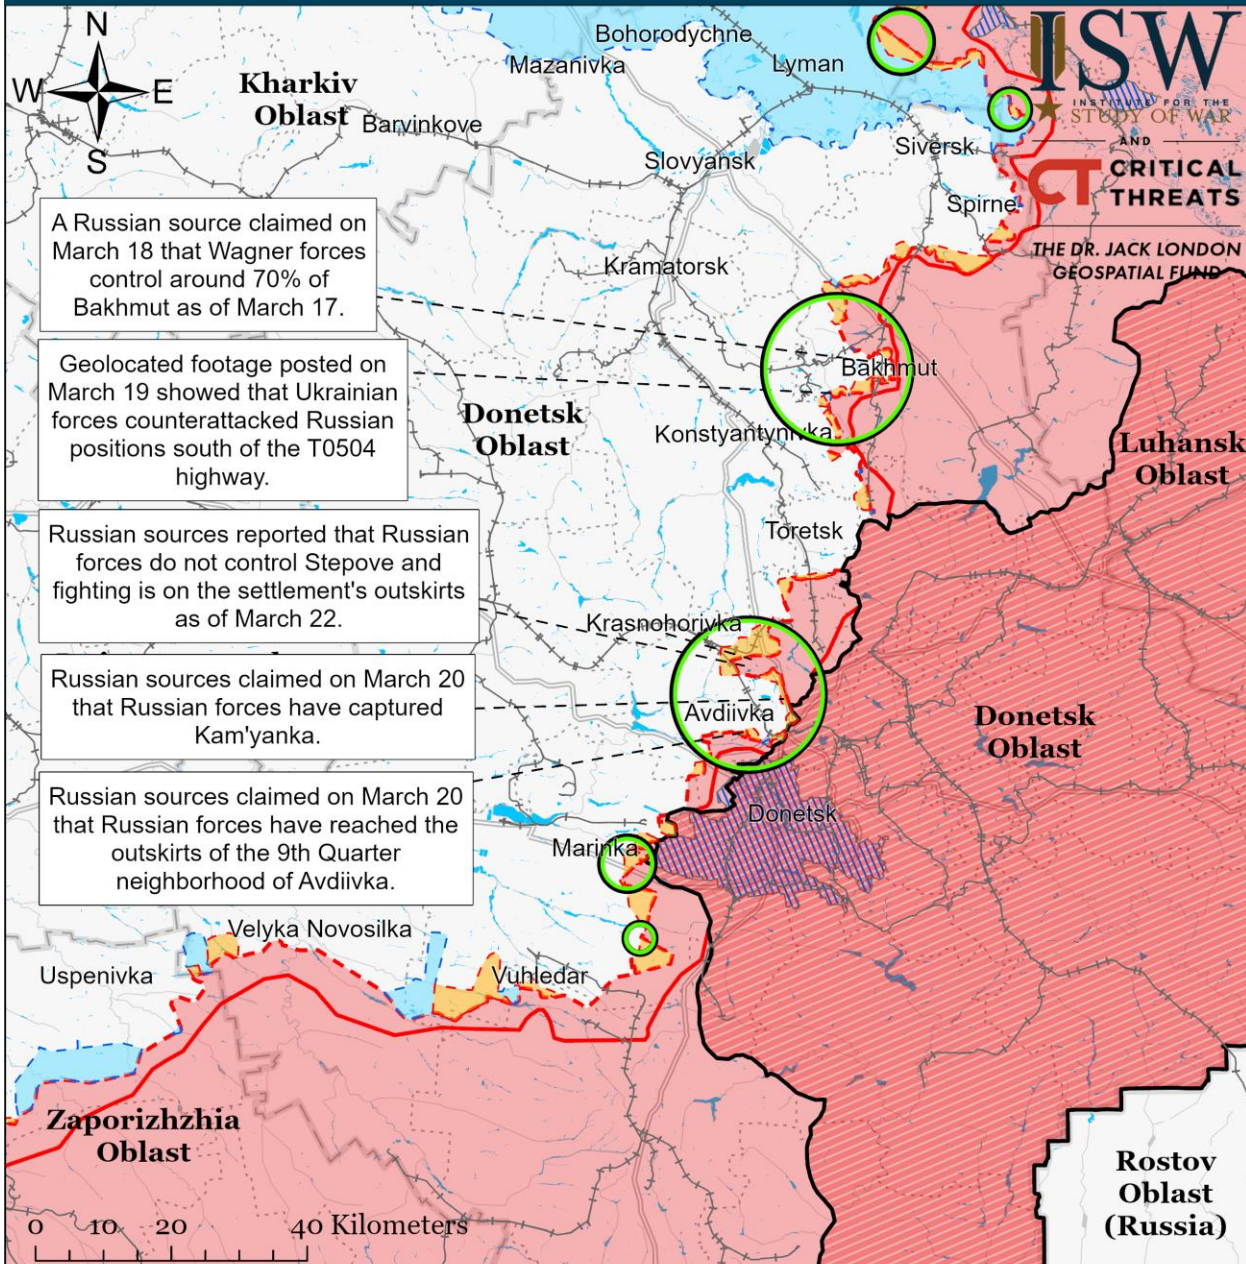 N
W
E
S
ISW
INSTITUTE FOR THE
STUDY OF WAR
AND
CT CRITICAL
THREATS
THE DR. JACK LONDON
GEOSPATIAL FUND
Bohorodychne
Mazanivka
Lyman
Kharkiv
Oblast
Barvinkove
Siversk
Slovyansk
Spirne
A Russian source claimed on
March 18 that Wagner forces
control around 70% of
Bakhmut as of March 17.
Kramatorsk
Geolocated footage posted on
March 19 showed that Ukrainian
forces counterattacked Russian
positions south of the T0504
highway.
Bakhmut
Donetsk
Oblast
Konstyantynivka
Luhansk
Oblast
Russian sources reported that Russian
forces do not control Stepove and
fighting is on the settlement's outskirts
as of March 22.
Toretsk
Krasnohorivka
Russian sources claimed on March 20
that Russian forces have captured
Kam'yanka.
Avdiivka
Donetsk
Oblast
Russian sources claimed on March 20
that Russian forces have reached the
outskirts of the 9th Quarter
neighborhood of Avdiivka.
Donetsk
Marinka
Velyka Novosilka
Uspenivka
Vuhledar
Zaporizhzhia
Oblast
Rostov
Oblast
(Russia)
0 10 20 40 Kilometers